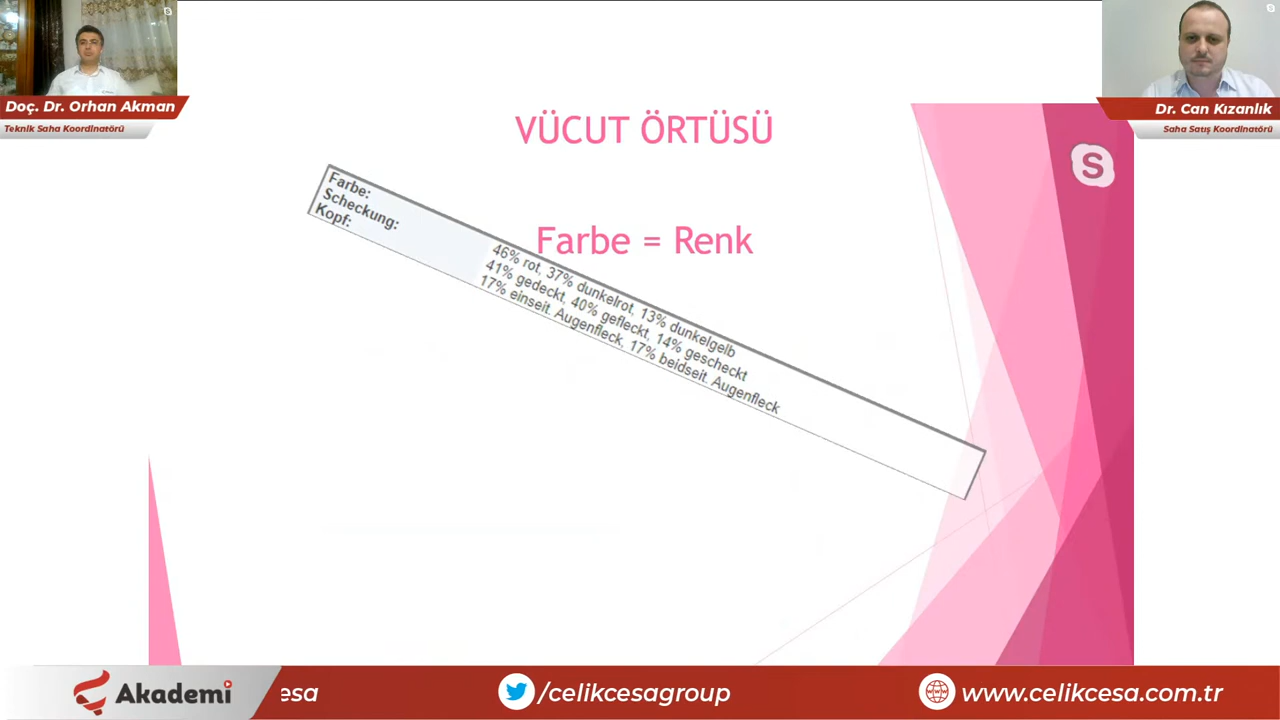 Doç. Dr. Orhan Akman
Teknik Saha Koordinatörü
Dr. Can Kızanlık
Saha Satış Koordinatörü
VÜCUT ÖRTÜSÜ
Farbe = Renk
Farbe:
Scheckung:
Kopf:
46% rot, 37% dunkelrot, 13% dunkelgelb
41% gedeckt, 40% gefleckt, 14% gescheckt
17% einseit. Augenfleck, 17% beidseit. Augenfleck
S
Akademi
esa
/celikcesagroup
www.celikcesa.com.tr